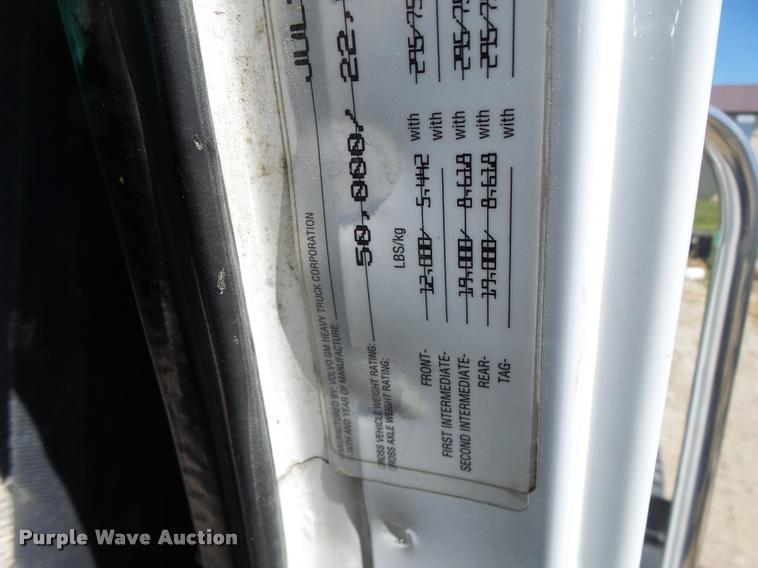 MANUFACTURED BY: VOLVO GM HEAVY TRUCK CORPORATION
MONTH AND YEAR OF MANUFACTURE:
GROSS VEHICLE WEIGHT RATING: 50,000/ 22,
GROSS AXLE WEIGHT RATING: LBS/kg
FRONT- 12,000/ 5,442 with
FIRST INTERMEDIATE- with
SECOND INTERMEDIATE- 19,000/ 8,618 with
REAR- 19,000/ 8,618 with
TAG- with
Purple Wave Auction